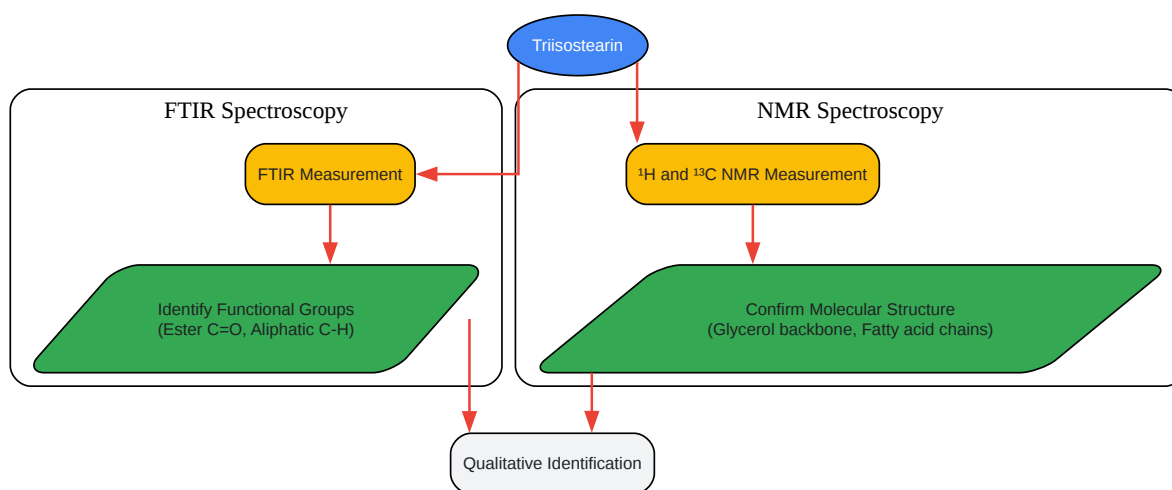 Triisostearin
FTIR Spectroscopy
NMR Spectroscopy
FTIR Measurement
¹H and ¹³C NMR Measurement
Identify Functional Groups
(Ester C=O, Aliphatic C-H)
Confirm Molecular Structure
(Glycerol backbone, Fatty acid chains)
Qualitative Identification